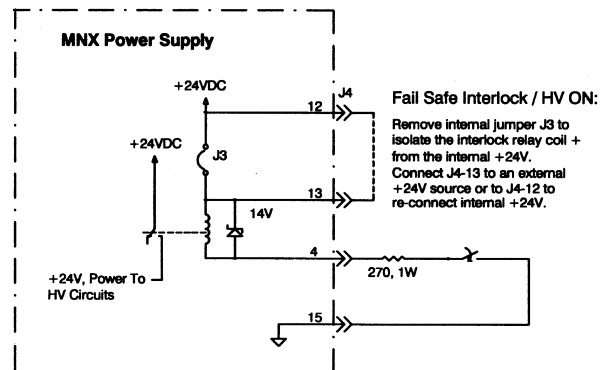 MNX Power Supply
+24VDC
J4
12
Fail Safe Interlock / HV ON:
Remove internal jumper J3 to
isolate the interlock relay coil +
from the internal +24V.
Connect J4-13 to an external
+24V source or to J4-12 to
re-connect internal +24V.
+24VDC
J3
13
14V
4
270, 1W
+24V, Power To
HV Circuits
15